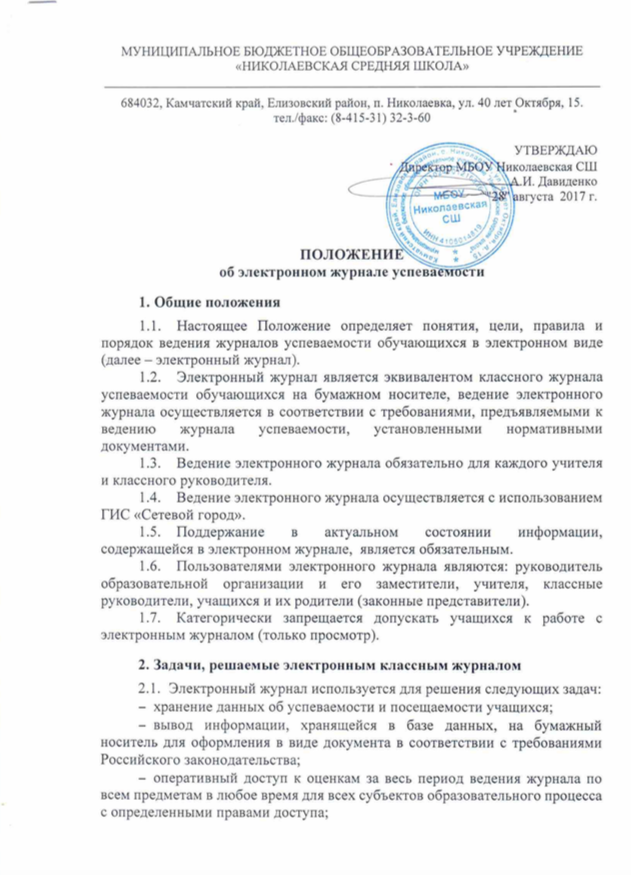 МУНИЦИПАЛЬНОЕ БЮДЖЕТНОЕ ОБЩЕОБРАЗОВАТЕЛЬНОЕ УЧРЕЖДЕНИЕ
«НИКОЛАЕВСКАЯ СРЕДНЯЯ ШКОЛА»
684032, Камчатский край, Елизовский район, п. Николаевка, ул. 40 лет Октября, 15.
тел./факс: (8-415-31) 32-3-60
УТВЕРЖДАЮ
Директор МБОУ Николаевская СШ
А.И. Давиденко
"28" августа 2017 г.
МБОУ
Николаевская
СШ
ПОЛОЖЕНИЕ
об электронном журнале успеваемости
1. Общие положения
1.1. Настоящее Положение определяет понятия, цели, правила и
порядок ведения журналов успеваемости обучающихся в электронном виде
(далее – электронный журнал).
1.2. Электронный журнал является эквивалентом классного журнала
успеваемости обучающихся на бумажном носителе, ведение электронного
журнала осуществляется в соответствии с требованиями, предъявляемыми к
ведению журнала успеваемости, установленными нормативными
документами.
1.3. Ведение электронного журнала обязательно для каждого учителя
и классного руководителя.
1.4. Ведение электронного журнала осуществляется с использованием
ГИС «Сетевой город».
1.5. Поддержание в актуальном состоянии информации,
содержащейся в электронном журнале, является обязательным.
1.6. Пользователями электронного журнала являются: руководитель
образовательной организации и его заместители, учителя, классные
руководители, учащихся и их родители (законные представители).
1.7. Категорически запрещается допускать учащихся к работе с
электронным журналом (только просмотр).
2. Задачи, решаемые электронным классным журналом
2.1. Электронный журнал используется для решения следующих задач:
– хранение данных об успеваемости и посещаемости учащихся;
– вывод информации, хранящейся в базе данных, на бумажный
носитель для оформления в виде документа в соответствии с требованиями
Российского законодательства;
– оперативный доступ к оценкам за весь период ведения журнала по
всем предметам в любое время для всех субъектов образовательного процесса
с определенными правами доступа;